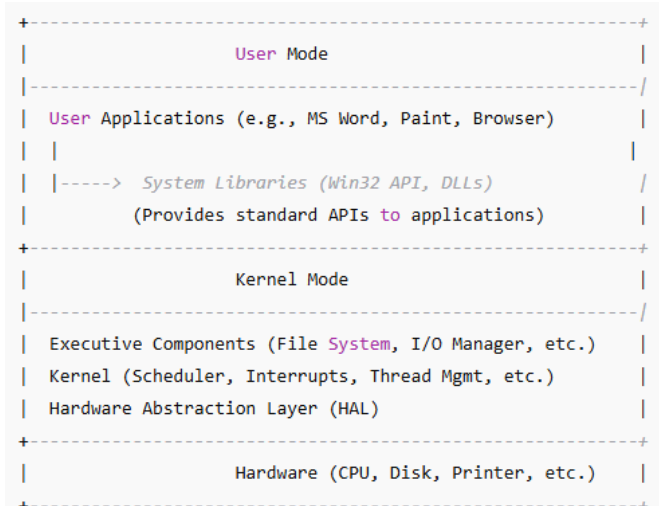 +---------------------------------------------------------------+
|                        User Mode                              |
|---------------------------------------------------------------|
|  User Applications (e.g., MS Word, Paint, Browser)            |
|  |                                                           |
|  |----->  System Libraries (Win32 API, DLLs)                  |
|            (Provides standard APIs to applications)           |
+---------------------------------------------------------------+
|                        Kernel Mode                            |
|---------------------------------------------------------------|
|  Executive Components (File System, I/O Manager, etc.)        |
|  Kernel (Scheduler, Interrupts, Thread Mgmt, etc.)            |
|  Hardware Abstraction Layer (HAL)                             |
+---------------------------------------------------------------+
|                        Hardware (CPU, Disk, Printer, etc.)    |
+---------------------------------------------------------------+